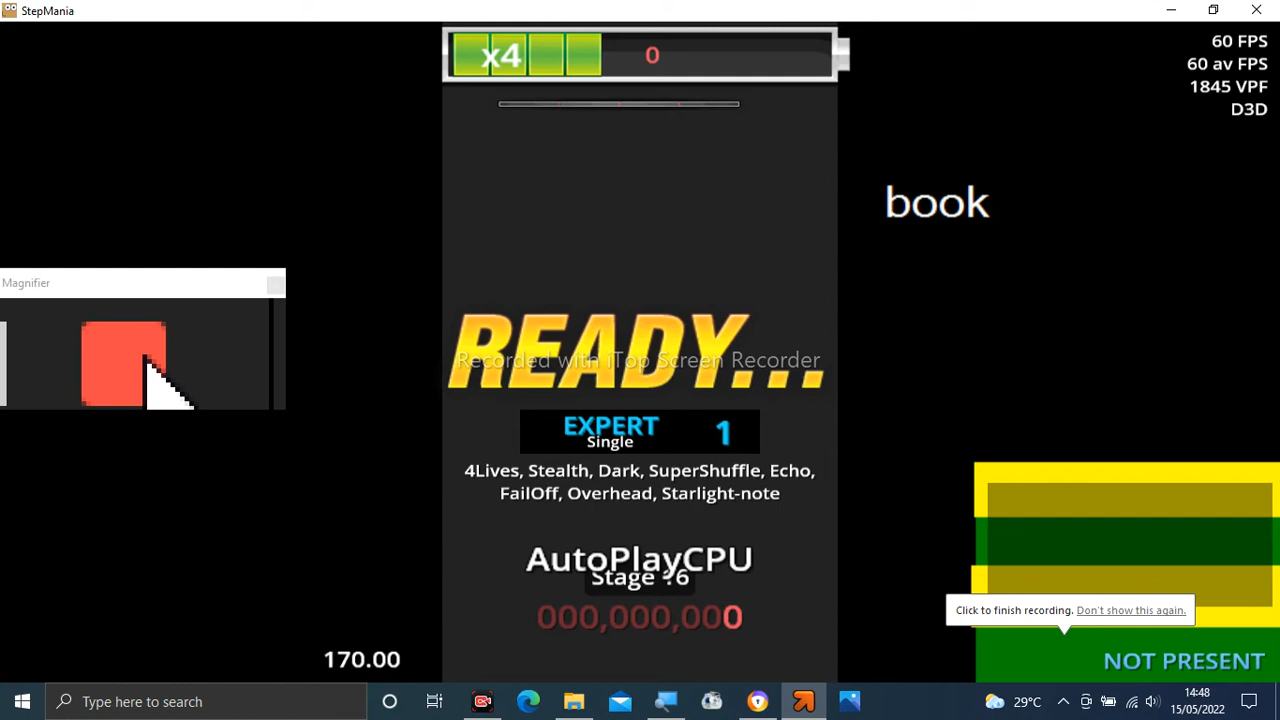 StepMania
x4 0
60 FPS
60 av FPS
1845 VPF
D3D
book
Magnifier
READY...
Recorded with iTop Screen Recorder
EXPERT 1
Single
4Lives, Stealth, Dark, SuperShuffle, Echo,
FailOff, Overhead, Starlight-note
AutoPlayCPU
Stage
000,000,000
Click to finish recording. Don't show this again.
170.00
NOT PRESENT
Type here to search
29°C
14:48
15/05/2022